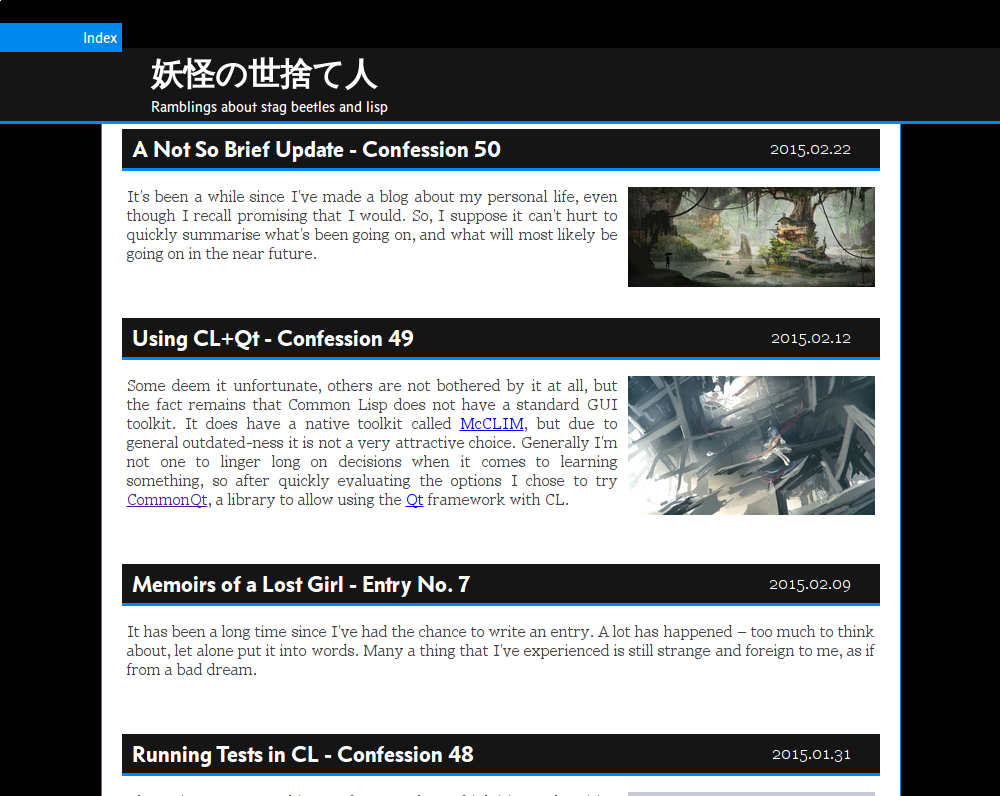 Index
妖怪の世捨て人
Ramblings about stag beetles and lisp
A Not So Brief Update - Confession 50
2015.02.22
It's been a while since I've made a blog about my personal life, even
though I recall promising that I would. So, I suppose it can't hurt to
quickly summarise what's been going on, and what will most likely be
going on in the near future.
Using CL+Qt - Confession 49
2015.02.12
Some deem it unfortunate, others are not bothered by it at all, but
the fact remains that Common Lisp does not have a standard GUI
toolkit. It does have a native toolkit called McCLIM, but due to
general outdated-ness it is not a very attractive choice. Generally I'm
not one to linger long on decisions when it comes to learning
something, so after quickly evaluating the options I chose to try
CommonQt, a library to allow using the Qt framework with CL.
Memoirs of a Lost Girl - Entry No. 7
2015.02.09
It has been a long time since I've had the chance to write an entry. A lot has happened – too much to think
about, let alone put it into words. Many a thing that I've experienced is still strange and foreign to me, as if
from a bad dream.
Running Tests in CL - Confession 48
2015.01.31